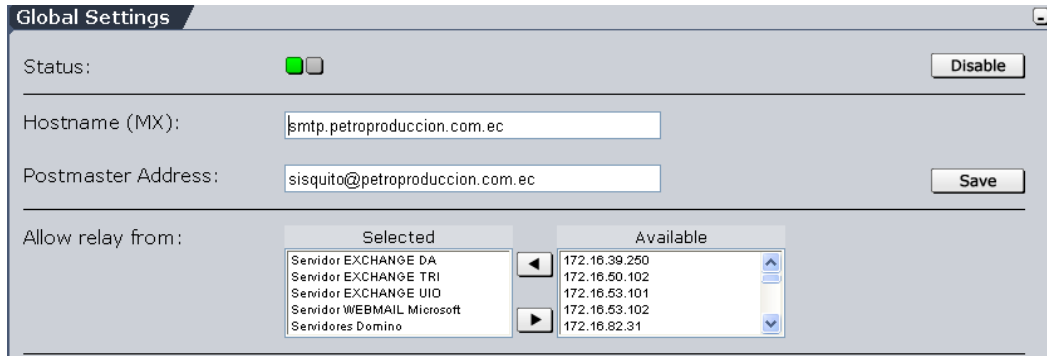 Global Settings
Status:
Disable
Hostname (MX):
smtp.petroproduccion.com.ec
Postmaster Address:
sisquito@petroproduccion.com.ec
Save
Allow relay from:
Selected
Available
Servidor EXCHANGE DA
Servidor EXCHANGE TRI
Servidor EXCHANGE UIO
Servidor WEBMAIL Microsoft
Servidores Domino
172.16.39.250
172.16.50.102
172.16.53.101
172.16.53.102
172.16.82.31